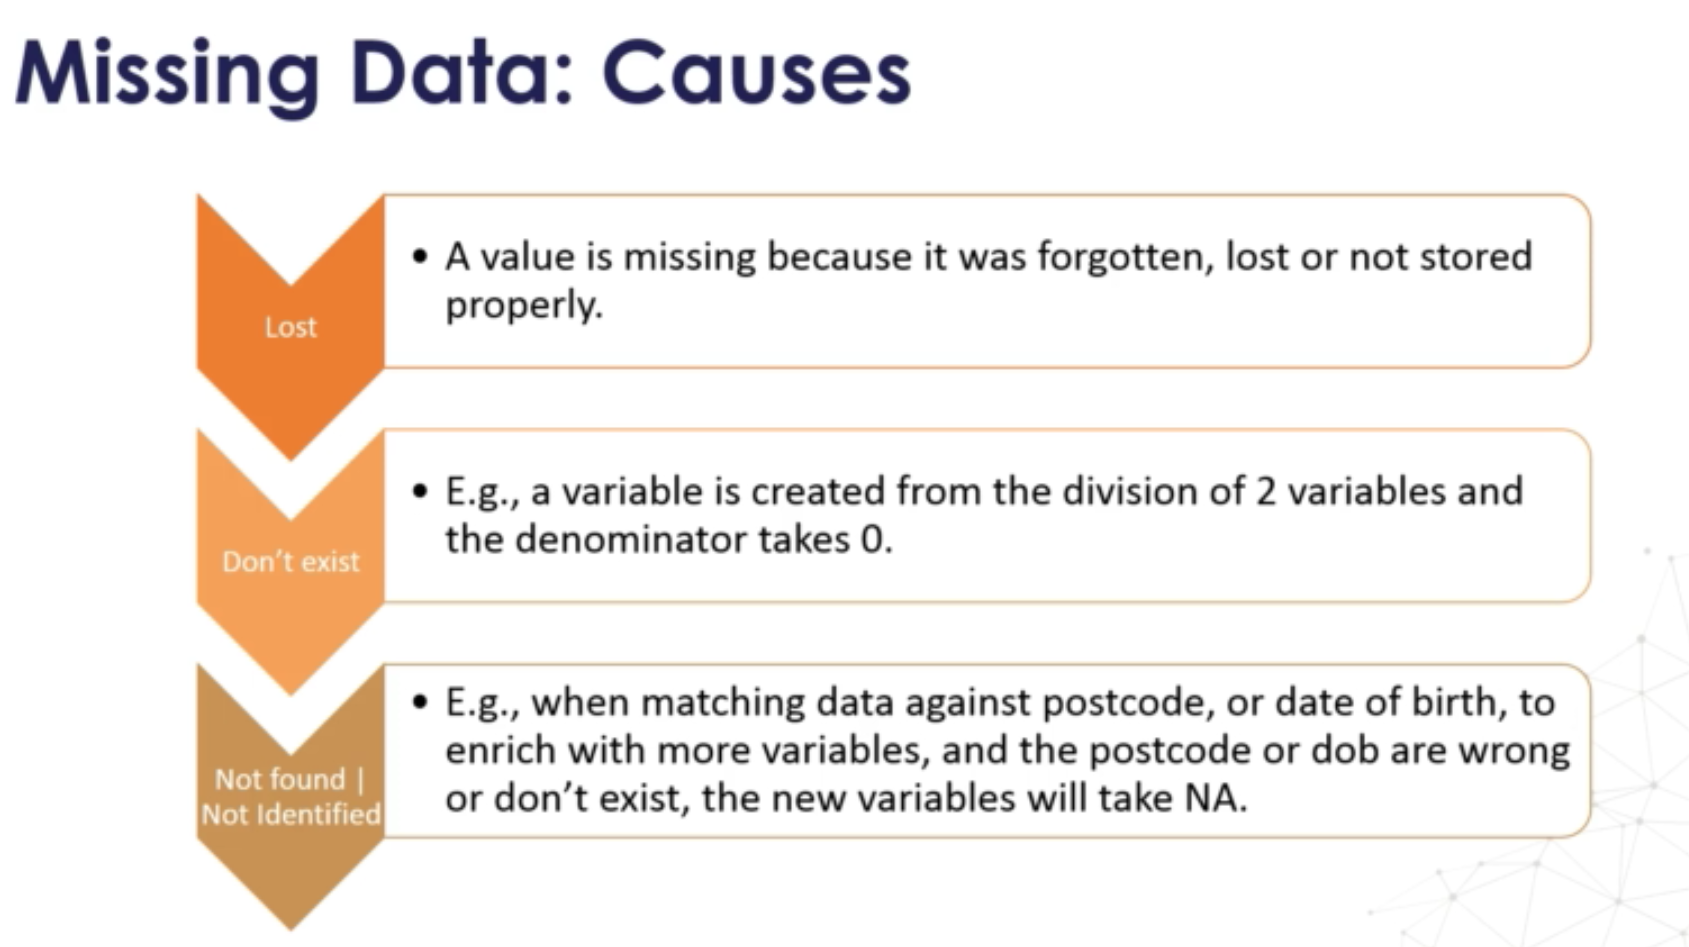 Missing Data: Causes
Lost
• A value is missing because it was forgotten, lost or not stored
properly.
Don't exist
• E.g., a variable is created from the division of 2 variables and
the denominator takes 0.
Not found |
Not Identified
• E.g., when matching data against postcode, or date of birth, to
enrich with more variables, and the postcode or dob are wrong
or don't exist, the new variables will take NA.